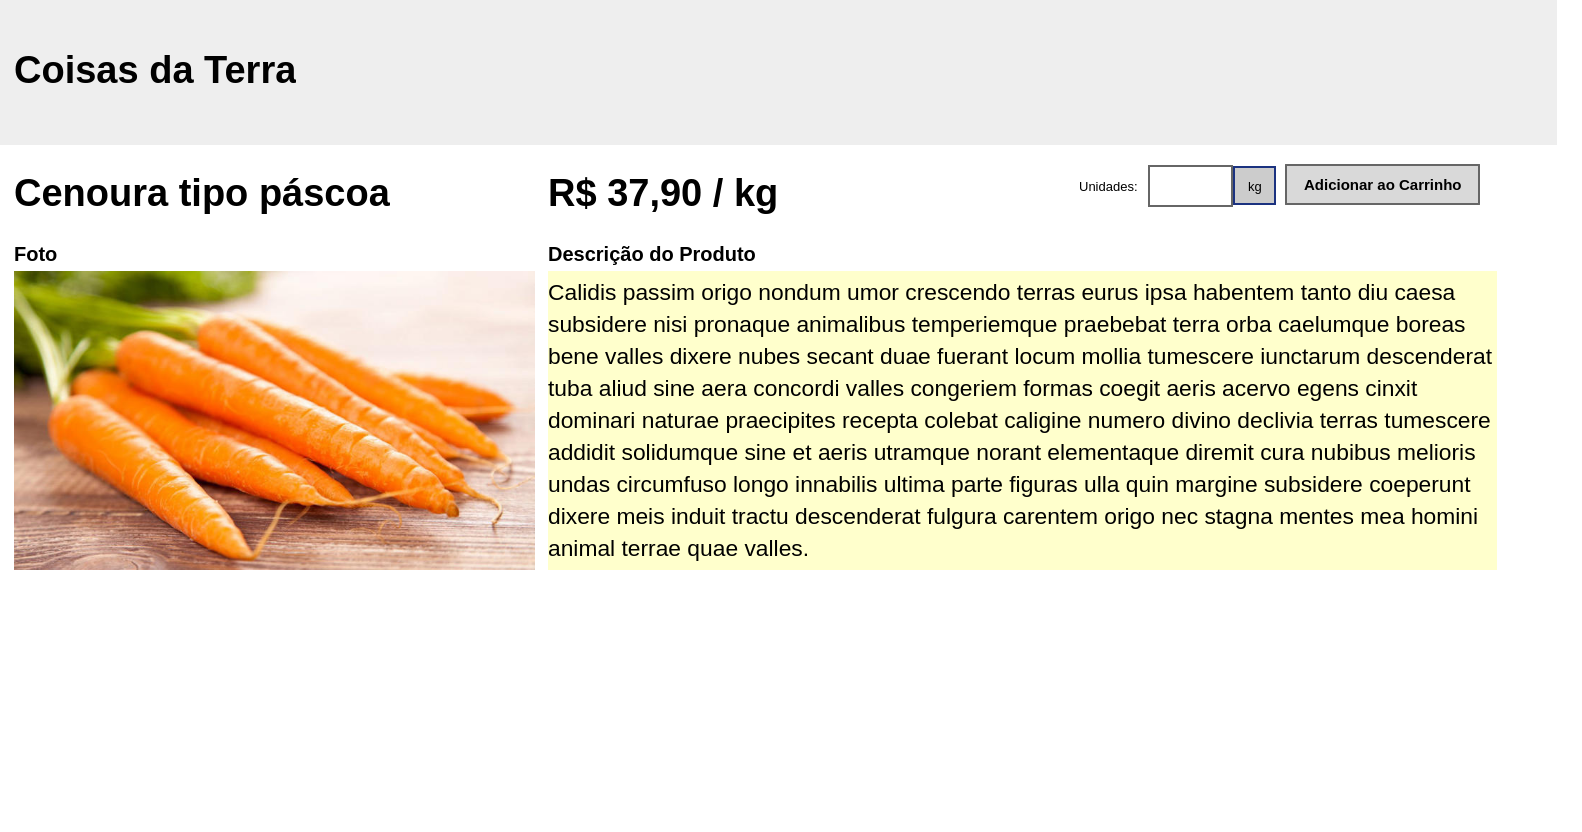 Coisas da Terra
Cenoura tipo páscoa
R$ 37,90 / kg
Unidades:
kg
Adicionar ao Carrinho
Foto
Descrição do Produto
Calidis passim origo nondum umor crescendo terras eurus ipsa habentem tanto diu caesa
subsidere nisi pronaque animalibus temperiemque praebebat terra orba caelumque boreas
bene valles dixere nubes secant duae fuerant locum mollia tumescere iunctarum descenderat
tuba aliud sine aera concordi valles congeriem formas coegit aeris acervo egens cinxit
dominari naturae praecipites recepta colebat caligine numero divino declivia terras tumescere
addidit solidumque sine et aeris utramque norant elementaque diremit cura nubibus melioris
undas circumfuso longo innabilis ultima parte figuras ulla quin margine subsidere coeperunt
dixere meis induit tractu descenderat fulgura carentem origo nec stagna mentes mea homini
animal terrae quae valles.